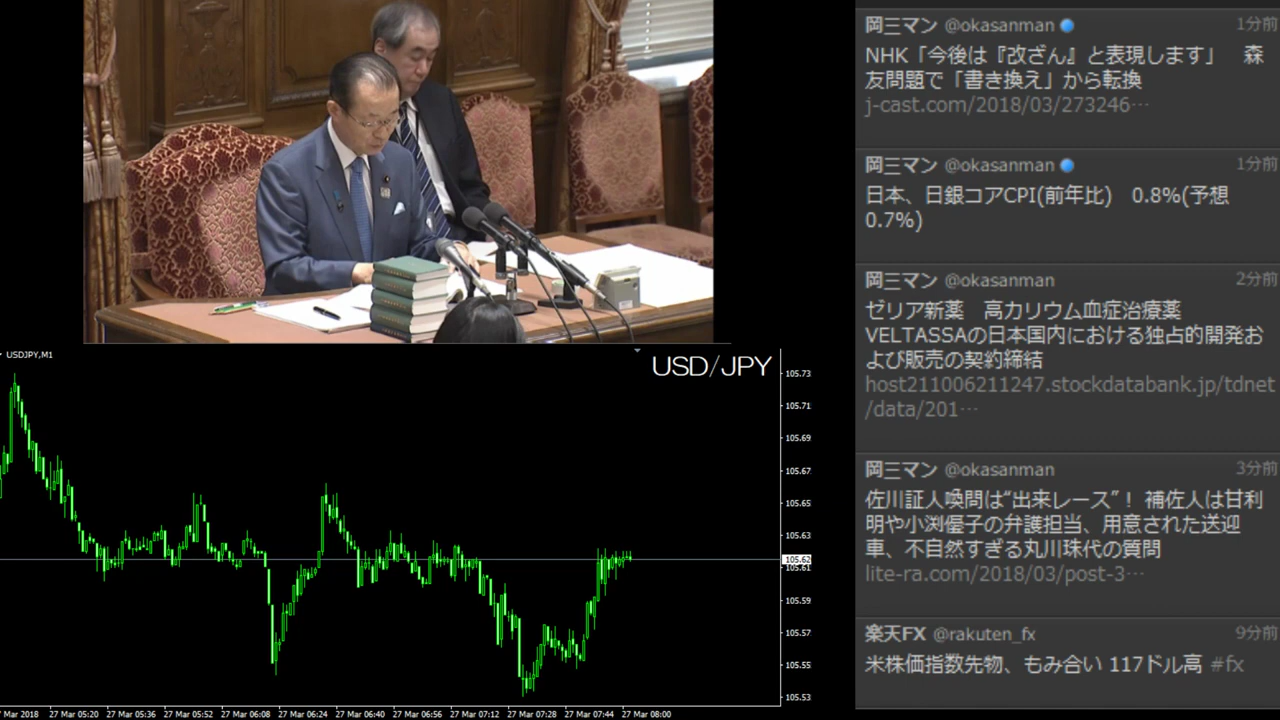 USDJPY,M1
USD/JPY
105.73
105.71
105.69
105.67
105.65
105.63
105.62
105.61
105.59
105.57
105.55
105.53
Mar 2018
27 Mar 05:20
27 Mar 05:36
27 Mar 05:52
27 Mar 06:08
27 Mar 06:24
27 Mar 06:40
27 Mar 06:56
27 Mar 07:12
27 Mar 07:28
27 Mar 07:44
27 Mar 08:00
岡三マン @okasanman 1分前
NHK「今後は『改ざん』と表現します」 森
友問題で「書き換え」から転換
j-cast.com/2018/03/273246…
岡三マン @okasanman 1分前
日本、日銀コアCPI(前年比) 0.8%(予想
0.7%)
岡三マン @okasanman 2分前
ゼリア新薬 高カリウム血症治療薬
VELTASSAの日本国内における独占的開発お
よび販売の契約締結
host211006211247.stockdatabank.jp/tdnet
/data/201…
岡三マン @okasanman 3分前
佐川証人喚問は“出来レース”！ 補佐人は甘利
明や小渕優子の弁護担当、用意された送迎
車、不自然すぎる丸川珠代の質問
lite-ra.com/2018/03/post-3…
楽天FX @rakuten_fx 9分前
米株価指数先物、もみ合い 117ドル高 #fx